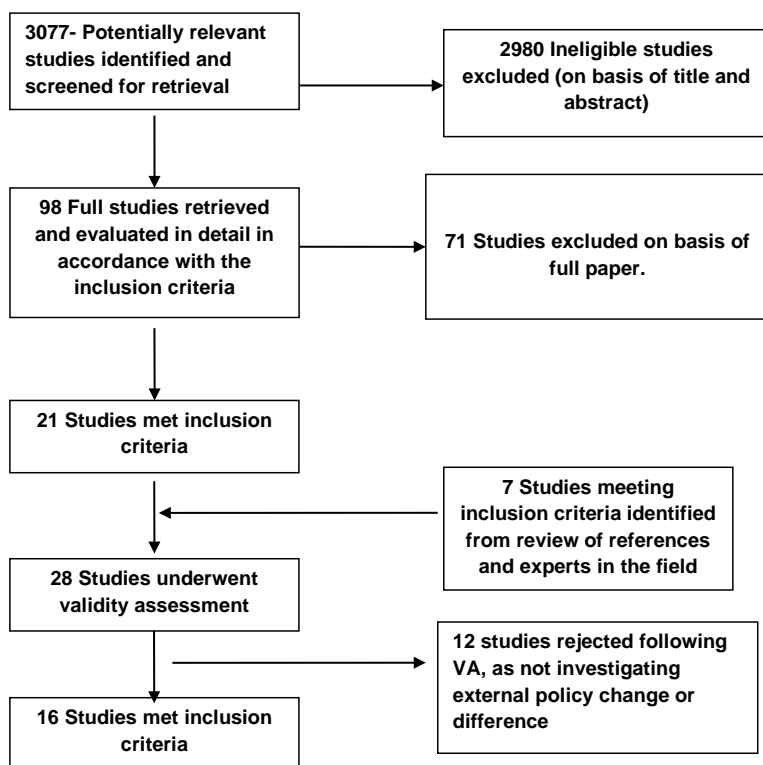 3077- Potentially relevant
studies identified and
screened for retrieval
2980 Ineligible studies
excluded (on basis of title and
abstract)
98 Full studies retrieved
and evaluated in detail in
accordance with the
inclusion criteria
71 Studies excluded on basis of
full paper.
21 Studies met inclusion
criteria
7 Studies meeting
inclusion criteria identified
from review of references
and experts in the field
28 Studies underwent
validity assessment
12 studies rejected following
VA, as not investigating
external policy change or
difference
16 Studies met inclusion
criteria